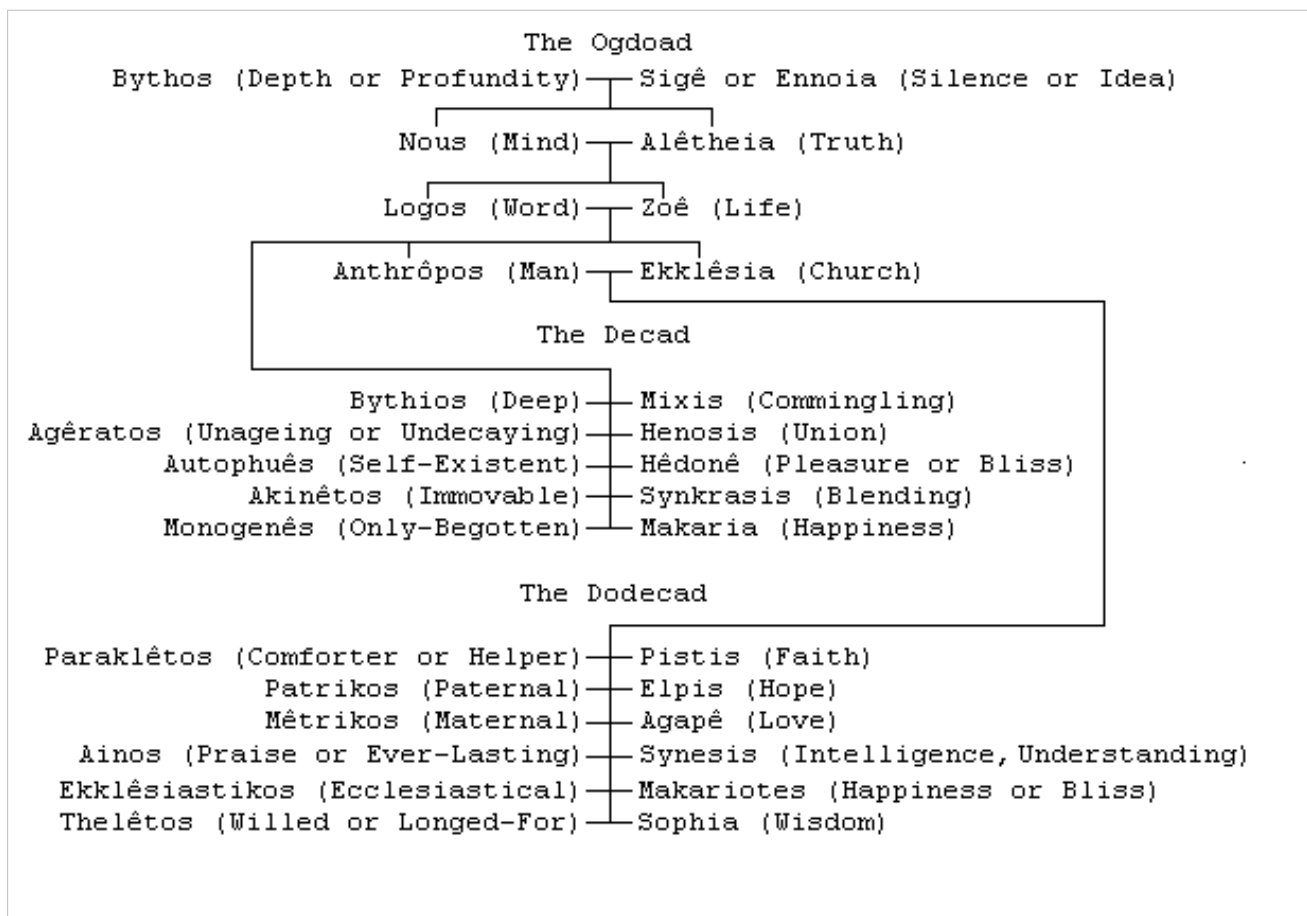 The Ogdoad
Bythos (Depth or Profundity) Sigê or Ennoia (Silence or Idea)
Nous (Mind) Alêtheia (Truth)
Logos (Word) Zoê (Life)
Anthrôpos (Man) Ekklêsia (Church)
The Decad
Bythios (Deep) Mixis (Commingling)
Agêratos (Unageing or Undecaying) Henosis (Union)
Autophuês (Self-Existent) Hêdonê (Pleasure or Bliss)
Akinêtos (Immovable) Synkrasis (Blending)
Monogenês (Only-Begotten) Makaria (Happiness)
The Dodecad
Paraklêtos (Comforter or Helper) Pistis (Faith)
Patrikos (Paternal) Elpis (Hope)
Mêtrikos (Maternal) Agapê (Love)
Ainos (Praise or Ever-Lasting) Synesis (Intelligence, Understanding)
Ekklêsiastikos (Ecclesiastical) Makariotes (Happiness or Bliss)
Thelêtos (Willed or Longed-For) Sophia (Wisdom)